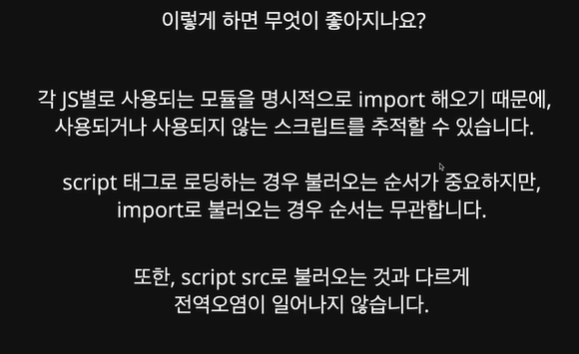 이렇게 하면 무엇이 좋아지나요?
각 JS별로 사용되는 모듈을 명시적으로 import 해오기 때문에,
사용되거나 사용되지 않는 스크립트를 추적할 수 있습니다.
script 태그로 로딩하는 경우 불러오는 순서가 중요하지만,
import로 불러오는 경우 순서는 무관합니다.
또한, script src로 불러오는 것과 다르게
전역오염이 일어나지 않습니다.